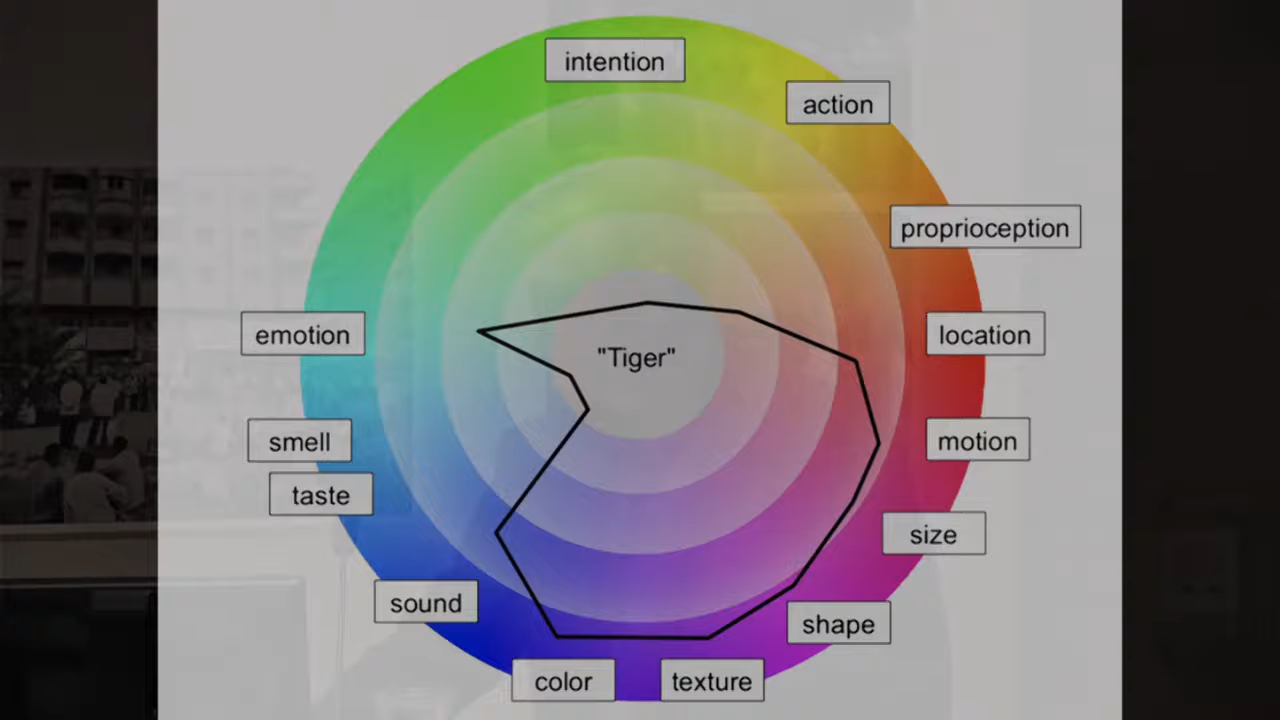 intention
action
proprioception
emotion
location
"Tiger"
smell
motion
taste
size
sound
shape
color
texture